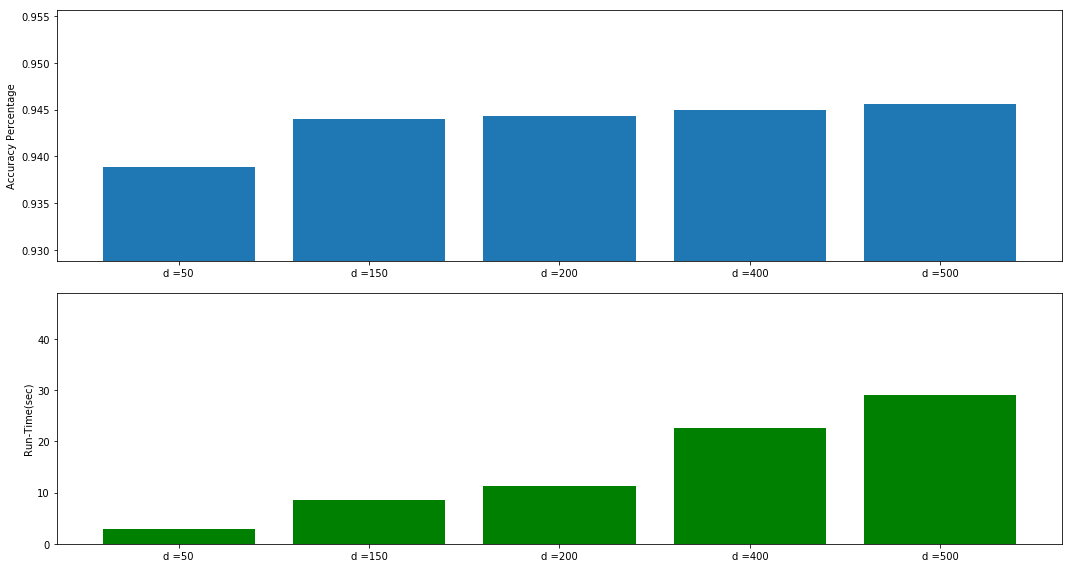 Accuracy Percentage
0.955
0.950
0.945
0.940
0.935
0.930
d =50 d =150 d =200 d =400 d =500
Run-Time(sec)
40
30
20
10
0
d =50 d =150 d =200 d =400 d =500